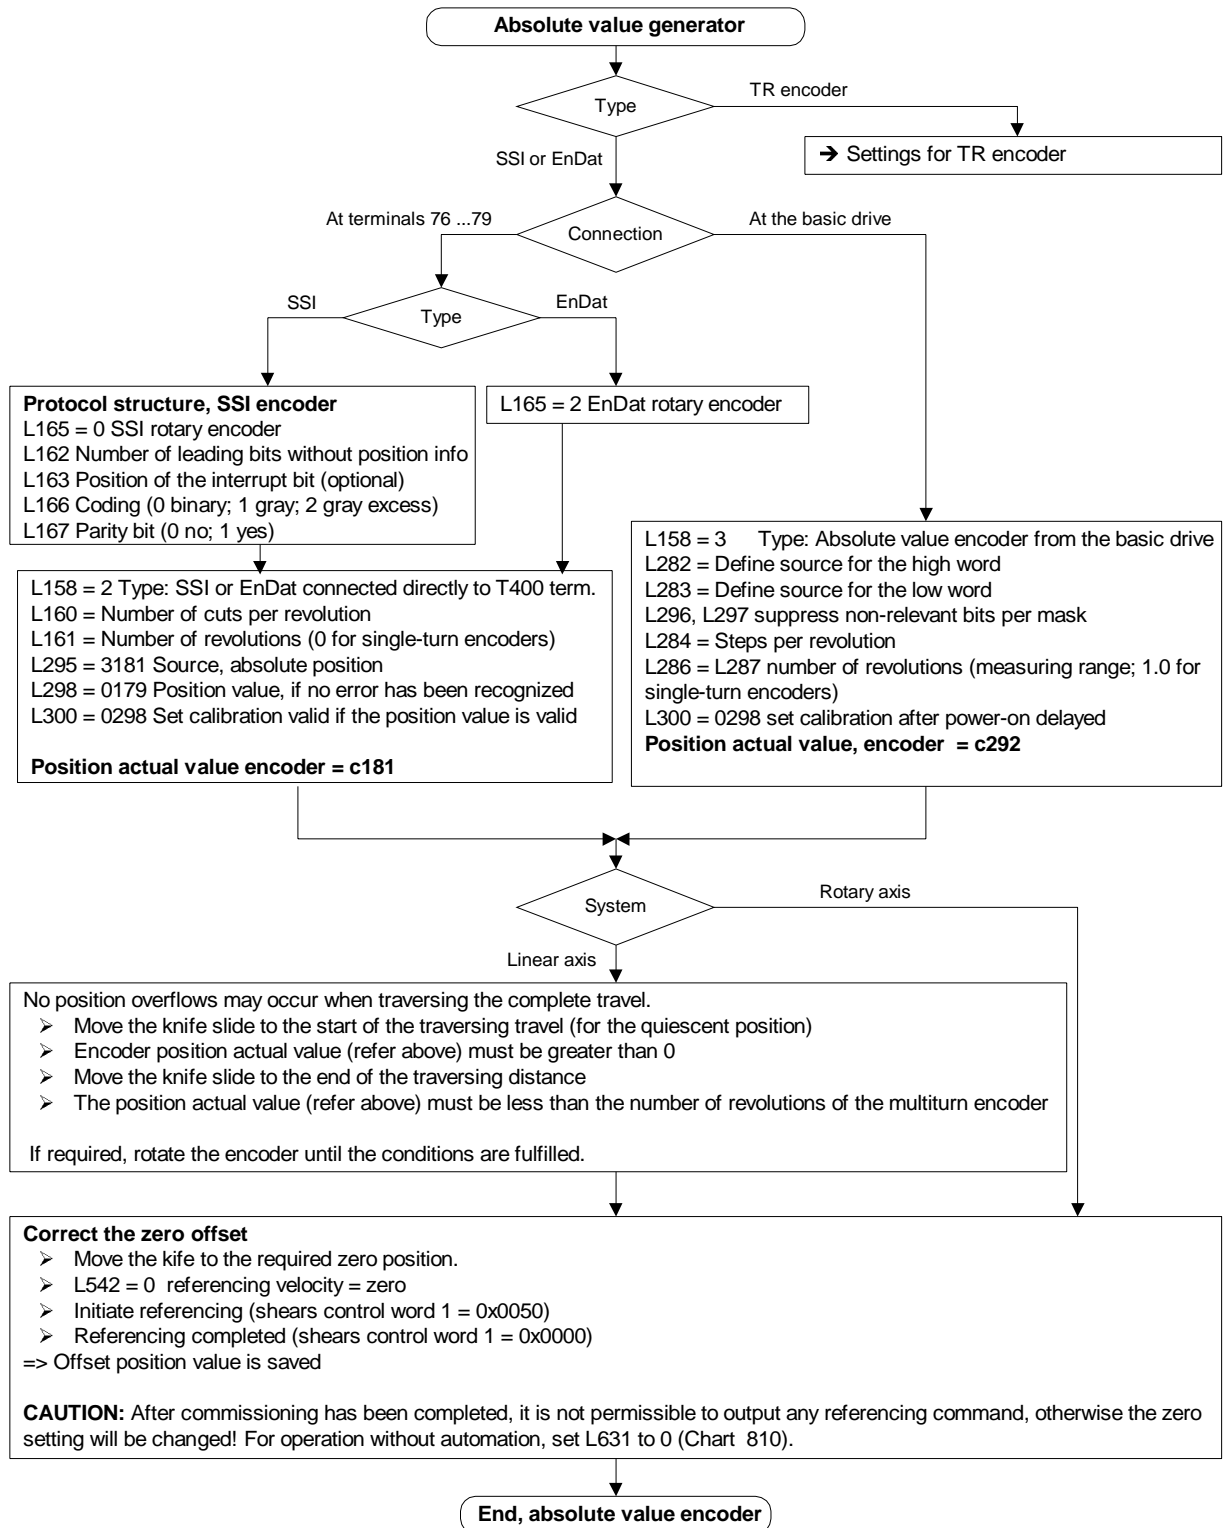 Absolute value generator
Type
TR encoder
➔ Settings for TR encoder
SSI or EnDat
At terminals 76 ...79
Connection
At the basic drive
SSI
Type
EnDat
Protocol structure, SSI encoder
L165 = 0 SSI rotary encoder
L162 Number of leading bits without position info
L163 Position of the interrupt bit (optional)
L166 Coding (0 binary; 1 gray; 2 gray excess)
L167 Parity bit (0 no; 1 yes)
L165 = 2 EnDat rotary encoder
L158 = 2 Type: SSI or EnDat connected directly to T400 term.
L160 = Number of cuts per revolution
L161 = Number of revolutions (0 for single-turn encoders)
L295 = 3181 Source, absolute position
L298 = 0179 Position value, if no error has been recognized
L300 = 0298 Set calibration valid if the position value is valid
Position actual value encoder = c181
L158 = 3 Type: Absolute value encoder from the basic drive
L282 = Define source for the high word
L283 = Define source for the low word
L296, L297 suppress non-relevant bits per mask
L284 = Steps per revolution
L286 = L287 number of revolutions (measuring range; 1.0 for
single-turn encoders)
L300 = 0298 set calibration after power-on delayed
Position actual value, encoder = c292
System
Rotary axis
Linear axis
No position overflows may occur when traversing the complete travel.
➢ Move the knife slide to the start of the traversing travel (for the quiescent position)
➢ Encoder position actual value (refer above) must be greater than 0
➢ Move the knife slide to the end of the traversing distance
➢ The position actual value (refer above) must be less than the number of revolutions of the multiturn encoder
If required, rotate the encoder until the conditions are fulfilled.
Correct the zero offset
➢ Move the kife to the required zero position.
➢ L542 = 0 referencing velocity = zero
➢ Initiate referencing (shears control word 1 = 0x0050)
➢ Referencing completed (shears control word 1 = 0x0000)
=> Offset position value is saved
CAUTION: After commissioning has been completed, it is not permissible to output any referencing command, otherwise the zero
setting will be changed! For operation without automation, set L631 to 0 (Chart 810).
End, absolute value encoder